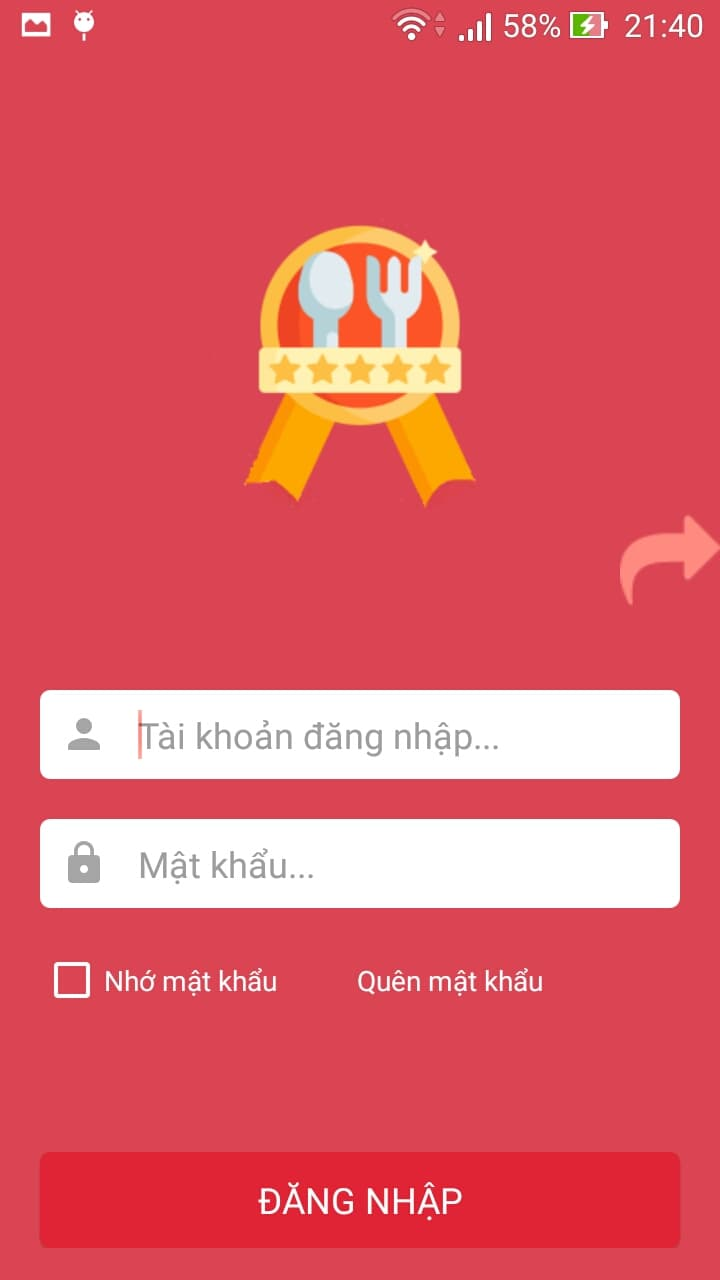 58% 21:40
Tài khoản đăng nhập...
Mật khẩu...
Nhớ mật khẩu Quên mật khẩu
ĐĂNG NHẬP